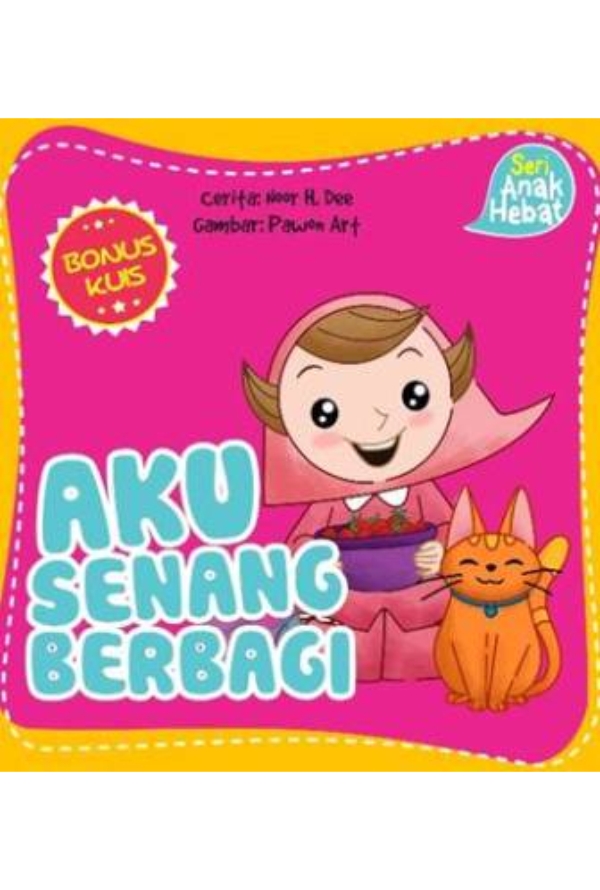 Seri
Anak
Hebat
Cerita: Noor H. Dee
Gambar: Pawon Art
BONUS
KUIS
AKU
SENANG
BERBAGI